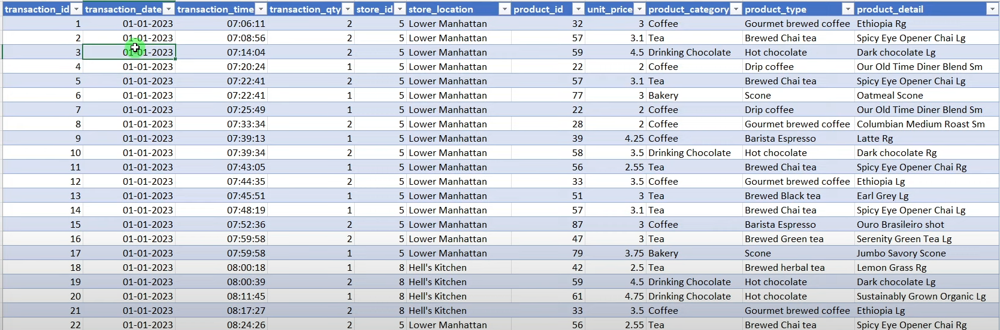 transaction_id transaction_date transaction_time transaction_qty store_id store_location product_id unit_price product_category product_type product_detail
1 01-01-2023 07:06:11 2 5 Lower Manhattan 32 3 Coffee Gourmet brewed coffee Ethiopia Rg
2 01-01-2023 07:08:56 2 5 Lower Manhattan 57 3.1 Tea Brewed Chai tea Spicy Eye Opener Chai Lg
3 01-01-2023 07:14:04 2 5 Lower Manhattan 59 4.5 Drinking Chocolate Hot chocolate Dark chocolate Lg
4 01-01-2023 07:20:24 1 5 Lower Manhattan 22 2 Coffee Drip coffee Our Old Time Diner Blend Sm
5 01-01-2023 07:22:41 2 5 Lower Manhattan 57 3.1 Tea Brewed Chai tea Spicy Eye Opener Chai Lg
6 01-01-2023 07:22:41 1 5 Lower Manhattan 77 3 Bakery Scone Oatmeal Scone
7 01-01-2023 07:25:49 1 5 Lower Manhattan 22 2 Coffee Drip coffee Our Old Time Diner Blend Sm
8 01-01-2023 07:33:34 2 5 Lower Manhattan 28 2 Coffee Gourmet brewed coffee Columbian Medium Roast Sm
9 01-01-2023 07:39:13 1 5 Lower Manhattan 39 4.25 Coffee Barista Espresso Latte Rg
10 01-01-2023 07:39:34 2 5 Lower Manhattan 58 3.5 Drinking Chocolate Hot chocolate Dark chocolate Rg
11 01-01-2023 07:43:05 1 5 Lower Manhattan 56 2.55 Tea Brewed Chai tea Spicy Eye Opener Chai Rg
12 01-01-2023 07:44:35 2 5 Lower Manhattan 33 3.5 Coffee Gourmet brewed coffee Ethiopia Lg
13 01-01-2023 07:45:51 1 5 Lower Manhattan 51 3 Tea Brewed Black tea Earl Grey Lg
14 01-01-2023 07:48:19 1 5 Lower Manhattan 57 3.1 Tea Brewed Chai tea Spicy Eye Opener Chai Lg
15 01-01-2023 07:52:36 2 5 Lower Manhattan 87 3 Coffee Barista Espresso Ouro Brasileiro shot
16 01-01-2023 07:59:58 2 5 Lower Manhattan 47 3 Tea Brewed Green tea Serenity Green Tea Lg
17 01-01-2023 07:59:58 1 5 Lower Manhattan 79 3.75 Bakery Scone Jumbo Savory Scone
18 01-01-2023 08:00:18 1 8 Hell's Kitchen 42 2.5 Tea Brewed herbal tea Lemon Grass Rg
19 01-01-2023 08:00:39 2 8 Hell's Kitchen 59 4.5 Drinking Chocolate Hot chocolate Dark chocolate Lg
20 01-01-2023 08:11:45 1 8 Hell's Kitchen 61 4.75 Drinking Chocolate Hot chocolate Sustainably Grown Organic Lg
21 01-01-2023 08:17:27 2 8 Hell's Kitchen 33 3.5 Coffee Gourmet brewed coffee Ethiopia Lg
22 01-01-2023 08:24:26 2 5 Lower Manhattan 56 2.55 Tea Brewed Chai tea Spicy Eye Opener Chai Rg